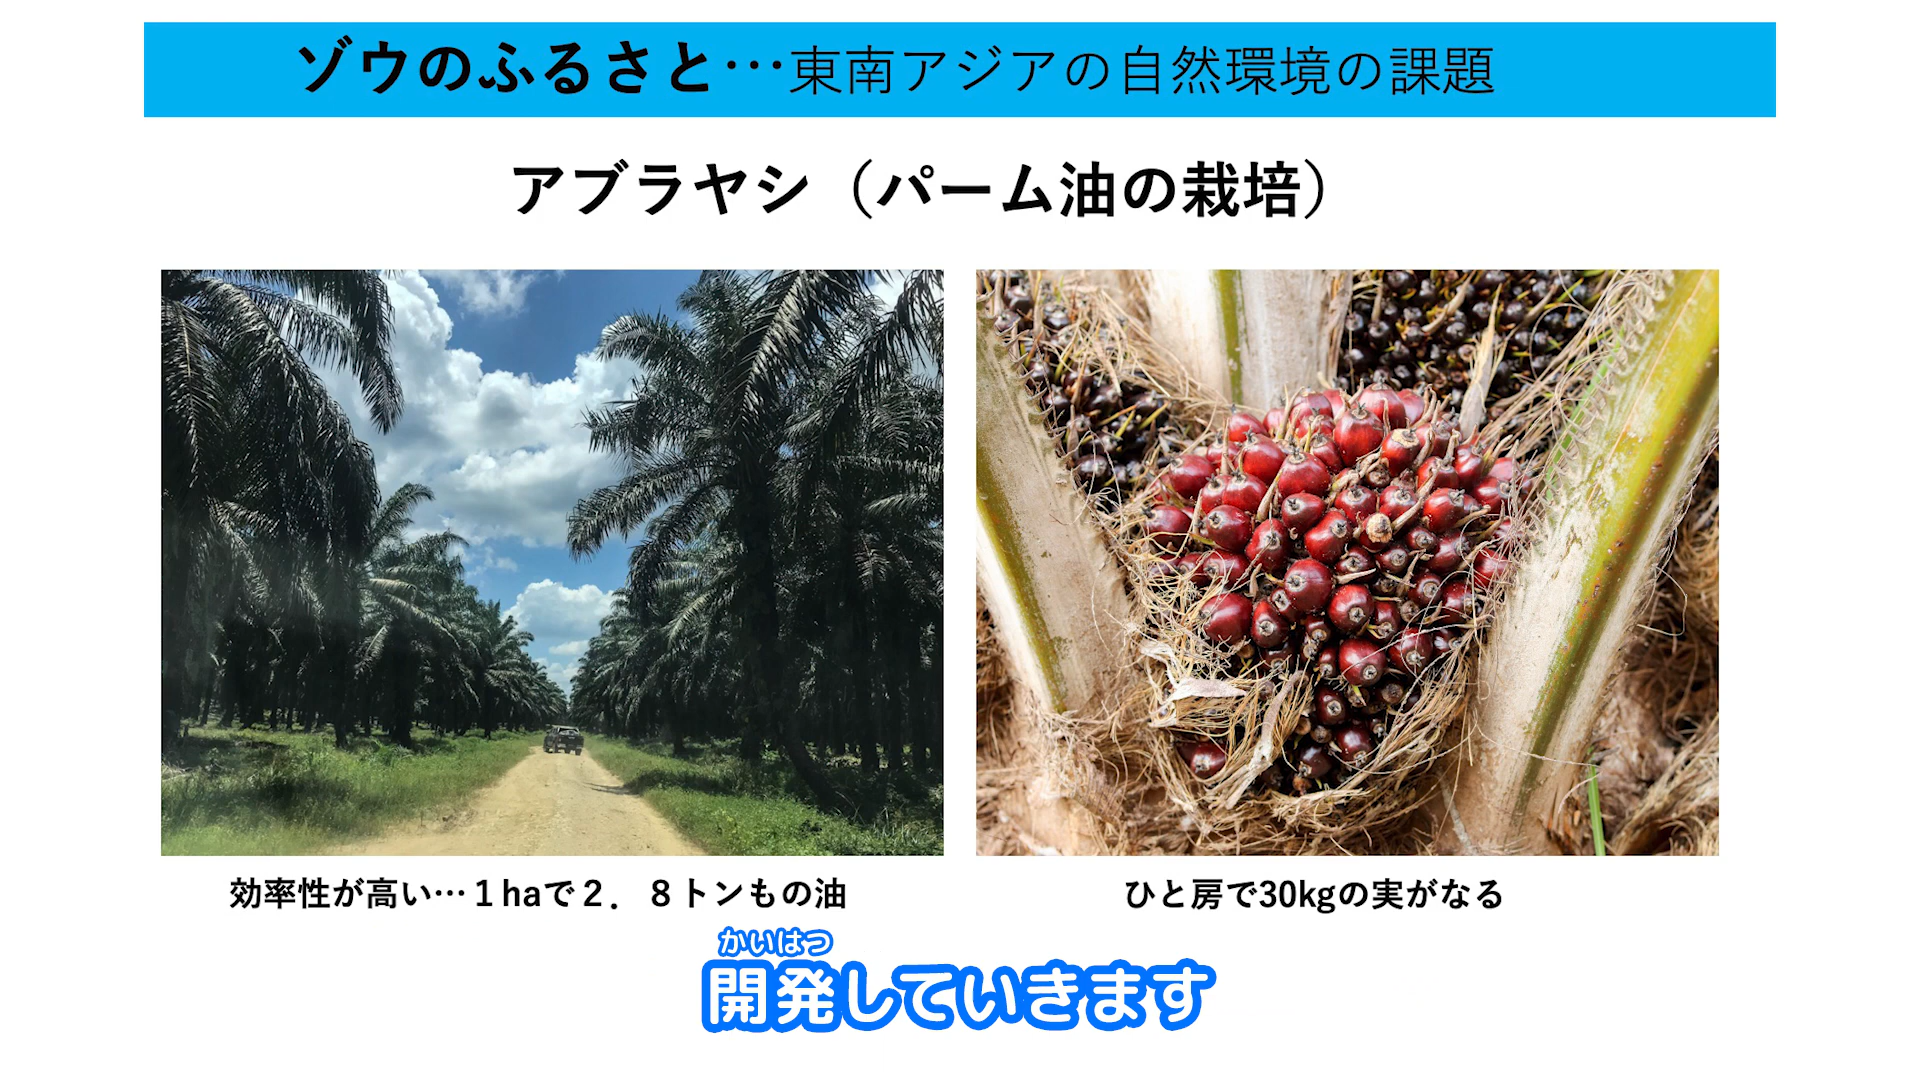 ゾウのふるさと…東南アジアの自然環境の課題
アブラヤシ（パーム油の栽培）
効率性が高い…１haで２．８トンもの油
ひと房で30kgの実がなる
かいはつ
開発していきます